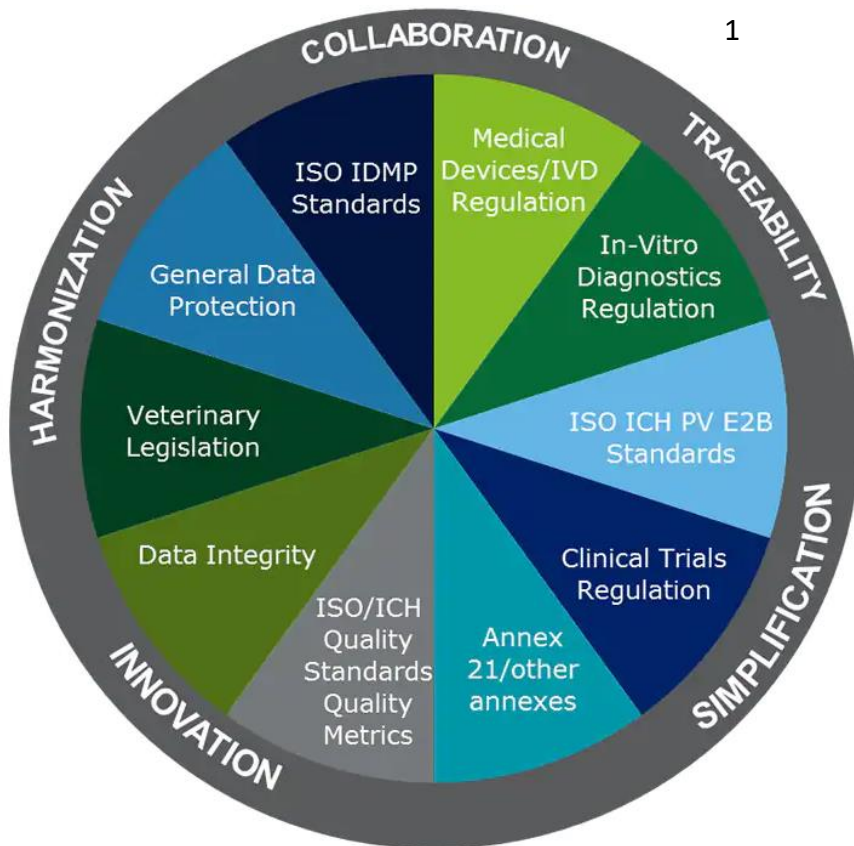 1
COLLABORATION
TRACEABILITY
SIMPLIFICATION
INNOVATION
HARMONIZATION
Medical
Devices/IVD
Regulation
In-Vitro
Diagnostics
Regulation
ISO ICH PV E2B
Standards
Clinical Trials
Regulation
Annex
21/other
annexes
ISO/ICH
Quality
Standards
Quality
Metrics
Data Integrity
Veterinary
Legislation
General Data
Protection
ISO IDMP
Standards